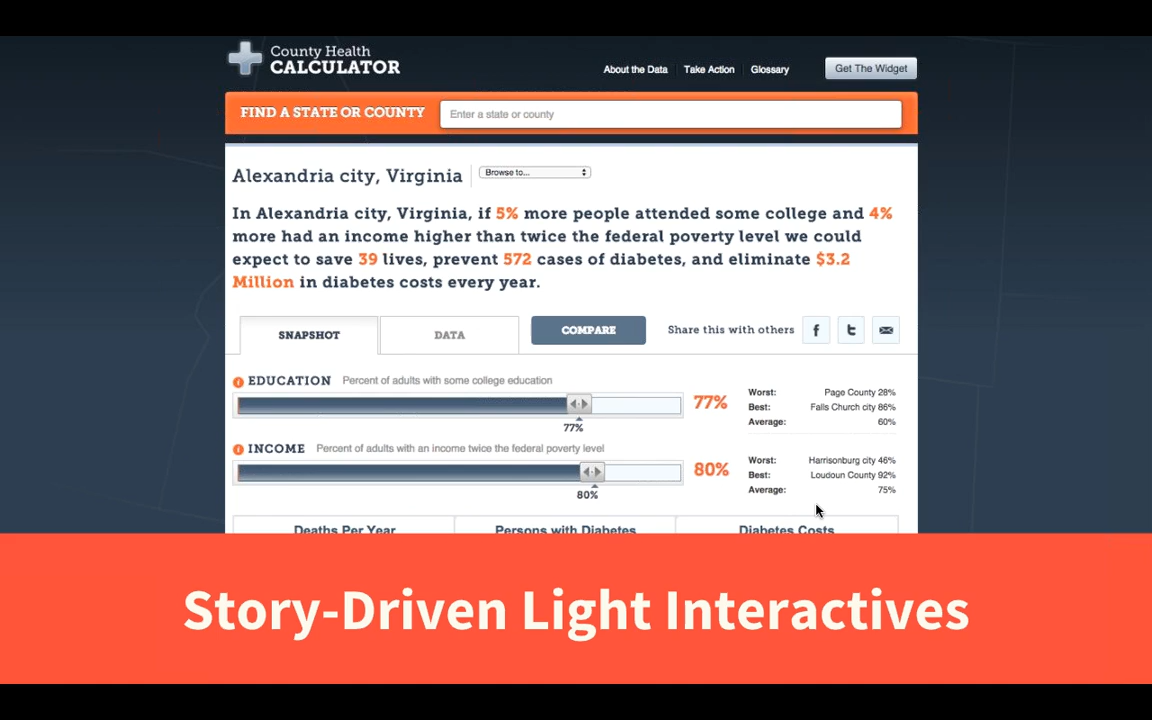 County Health
CALCULATOR
About the Data Take Action Glossary Get The Widget
FIND A STATE OR COUNTY Enter a state or county
Alexandria city, Virginia Browse to...
In Alexandria city, Virginia, if 5% more people attended some college and 4%
more had an income higher than twice the federal poverty level we could
expect to save 39 lives, prevent 572 cases of diabetes, and eliminate $3.2
Million in diabetes costs every year.
SNAPSHOT DATA COMPARE Share this with others
EDUCATION Percent of adults with some college education
77%
77%
Worst: Page County 28%
Best: Falls Church city 86%
Average: 60%
INCOME Percent of adults with an income twice the federal poverty level
80%
80%
Worst: Harrisonburg city 46%
Best: Loudoun County 92%
Average: 75%
Deaths Per Year Persons with Diabetes Diabetes Costs
Story-Driven Light Interactives